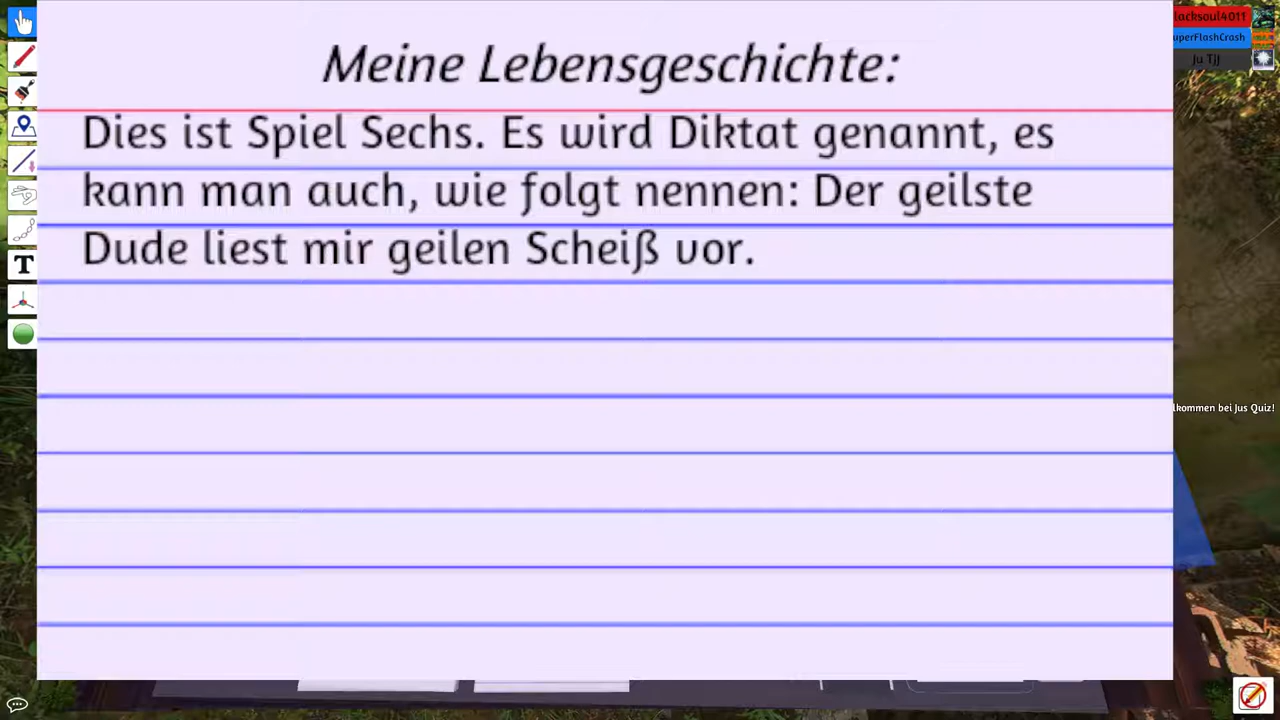 Meine Lebensgeschichte:
Dies ist Spiel Sechs. Es wird Diktat genannt, es
kann man auch, wie folgt nennen: Der geilste
Dude liest mir geilen Scheiß vor.
T
lacksoul4011
uperFlashCrash
Ju TjJ
lkommen bei Jus Quiz!